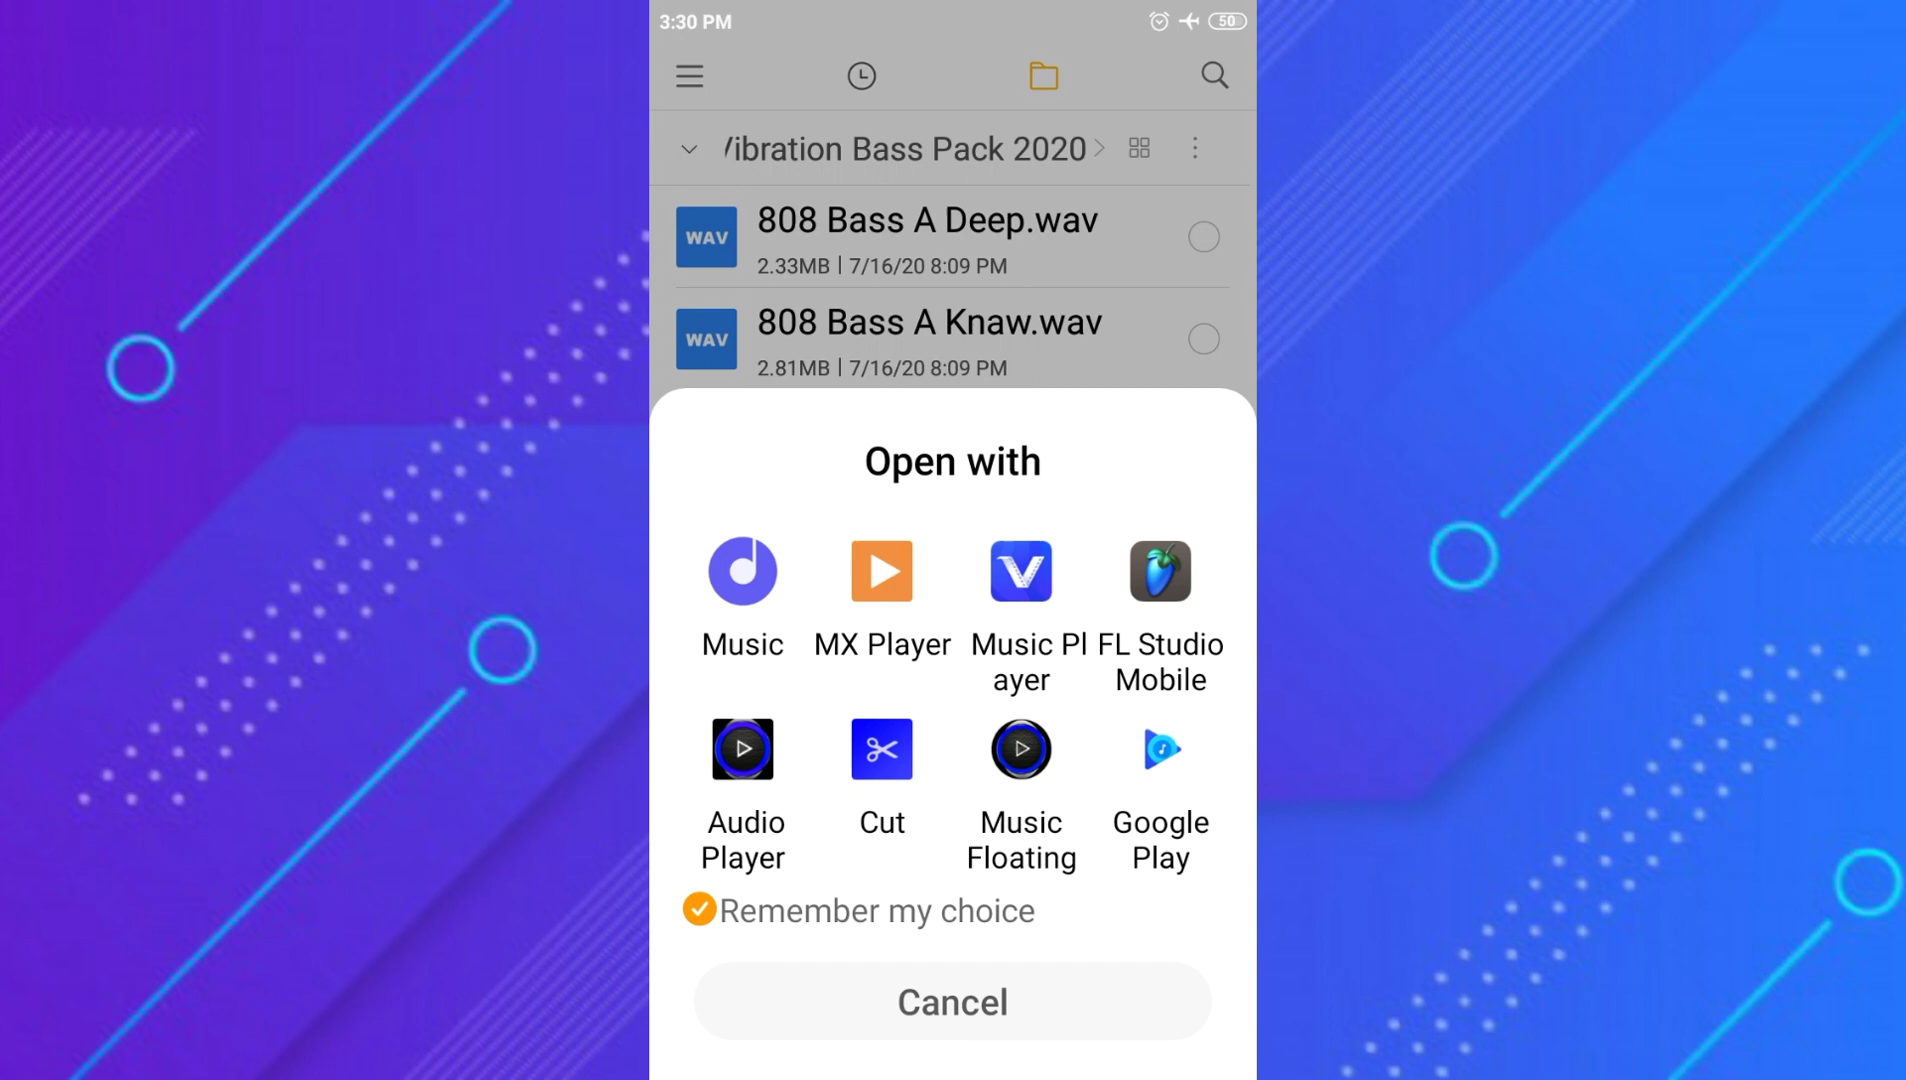 3:30 PM
50
Vibration Bass Pack 2020
WAV
808 Bass A Deep.wav
2.33MB | 7/16/20 8:09 PM
WAV
808 Bass A Knaw.wav
2.81MB | 7/16/20 8:09 PM
Open with
Music
MX Player
Music Pl
ayer
FL Studio
Mobile
Audio
Player
Cut
Music
Floating
Google
Play
Remember my choice
Cancel